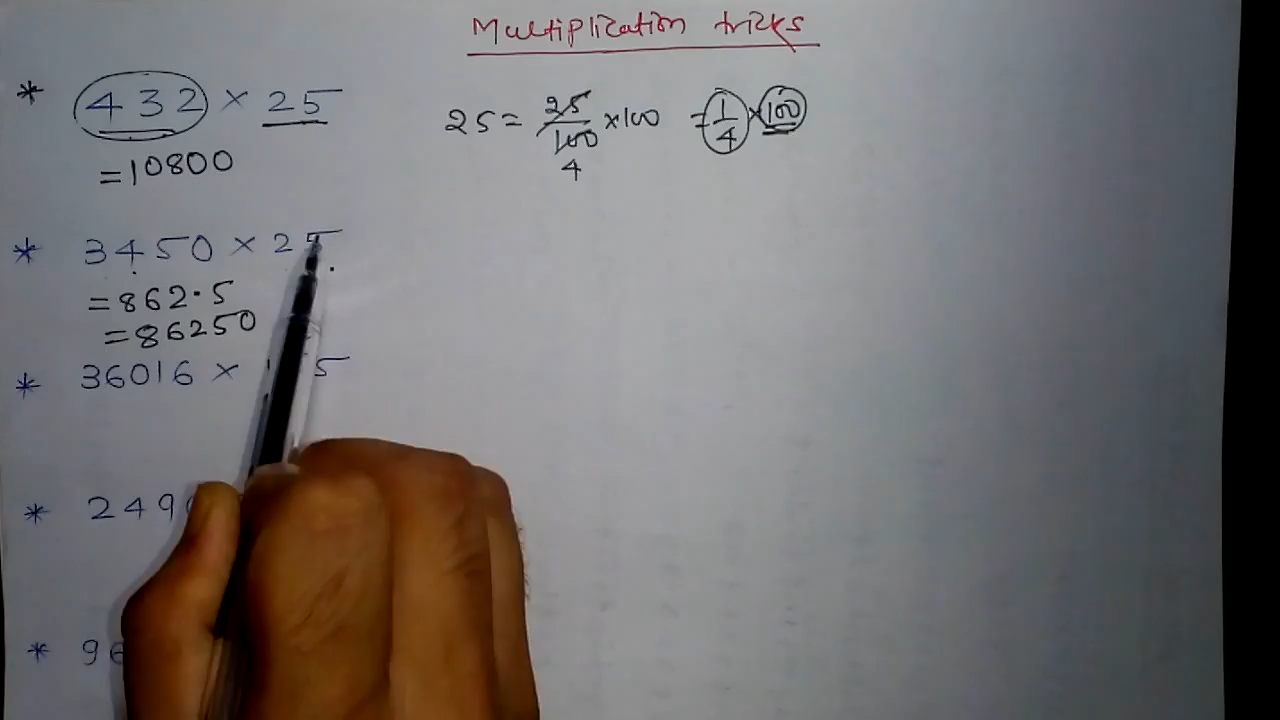 Multiplication tricks
* 432 × 25
25 = 25/100 × 100 = 1/4 × 100
4
= 10800
* 3450 × 25
= 862.5
= 86250
* 36016 ×
* 249
* 9